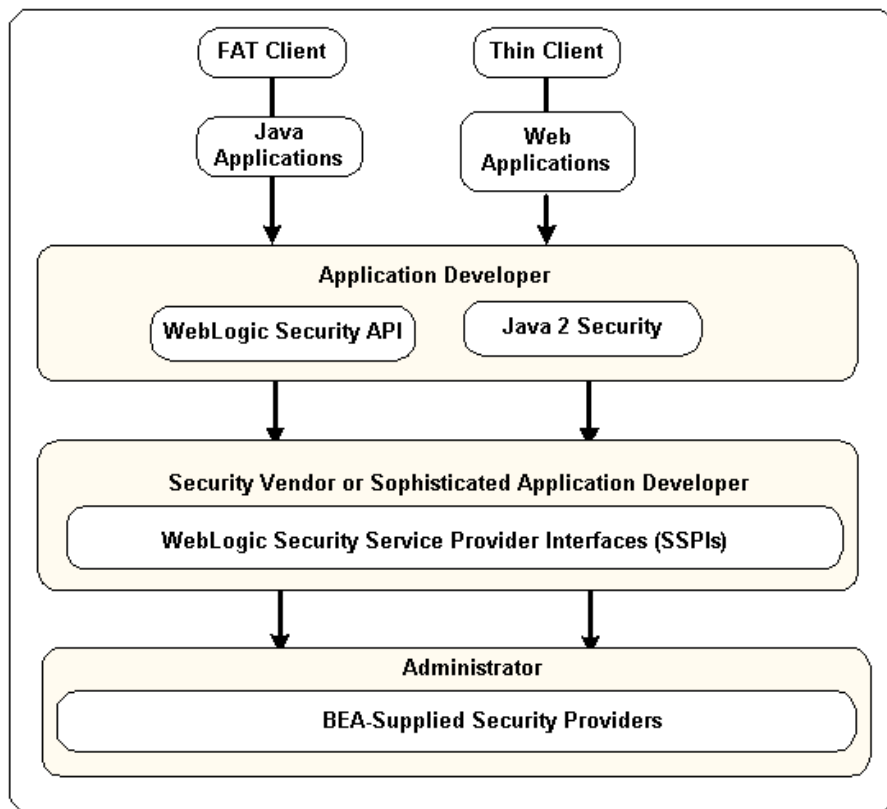 FAT Client
Thin Client
Java
Applications
Web
Applications
Application Developer
WebLogic Security API
Java 2 Security
Security Vendor or Sophisticated Application Developer
WebLogic Security Service Provider Interfaces (SSPIs)
Administrator
BEA-Supplied Security Providers